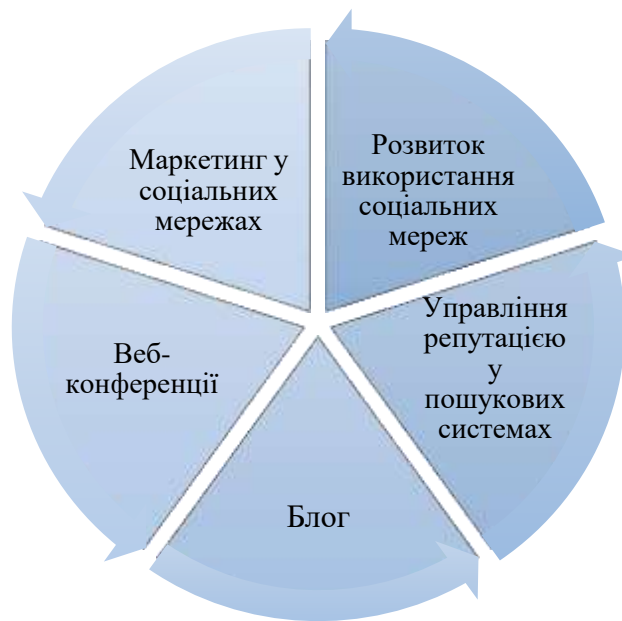 Маркетинг у
соціальних
мережах
Розвиток
використання
соціальних
мереж
Управління
репутацією
у
пошукових
системах
Веб-
конференції
Блог